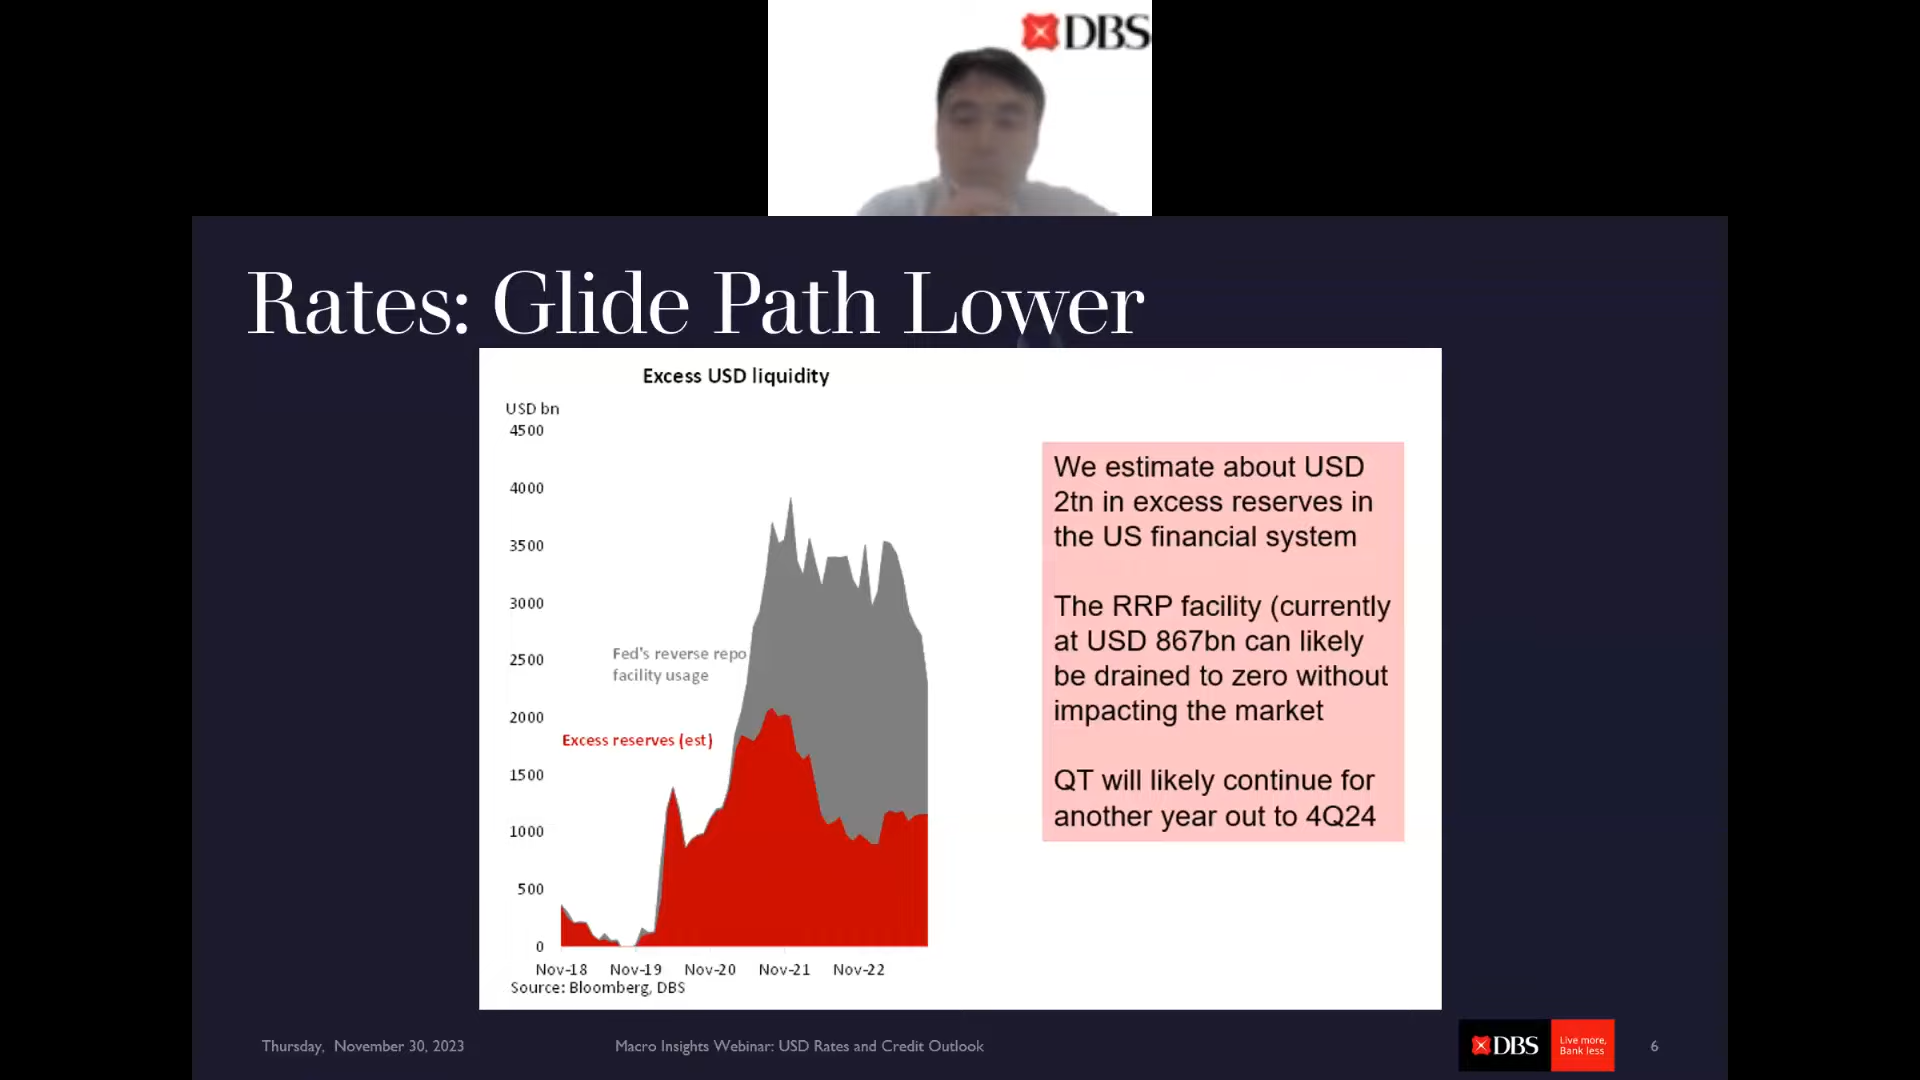 DBS
Rates: Glide Path Lower
Excess USD liquidity
USD bn
4500
4000
3500
3000
2500
2000
1500
1000
500
0
Fed's reverse repo
facility usage
Excess reserves (est)
Nov-18 Nov-19 Nov-20 Nov-21 Nov-22
Source: Bloomberg, DBS
We estimate about USD
2tn in excess reserves in
the US financial system
The RRP facility (currently
at USD 867bn can likely
be drained to zero without
impacting the market
QT will likely continue for
another year out to 4Q24
Thursday, November 30, 2023
Macro Insights Webinar: USD Rates and Credit Outlook
DBS
Live more,
Bank less
6